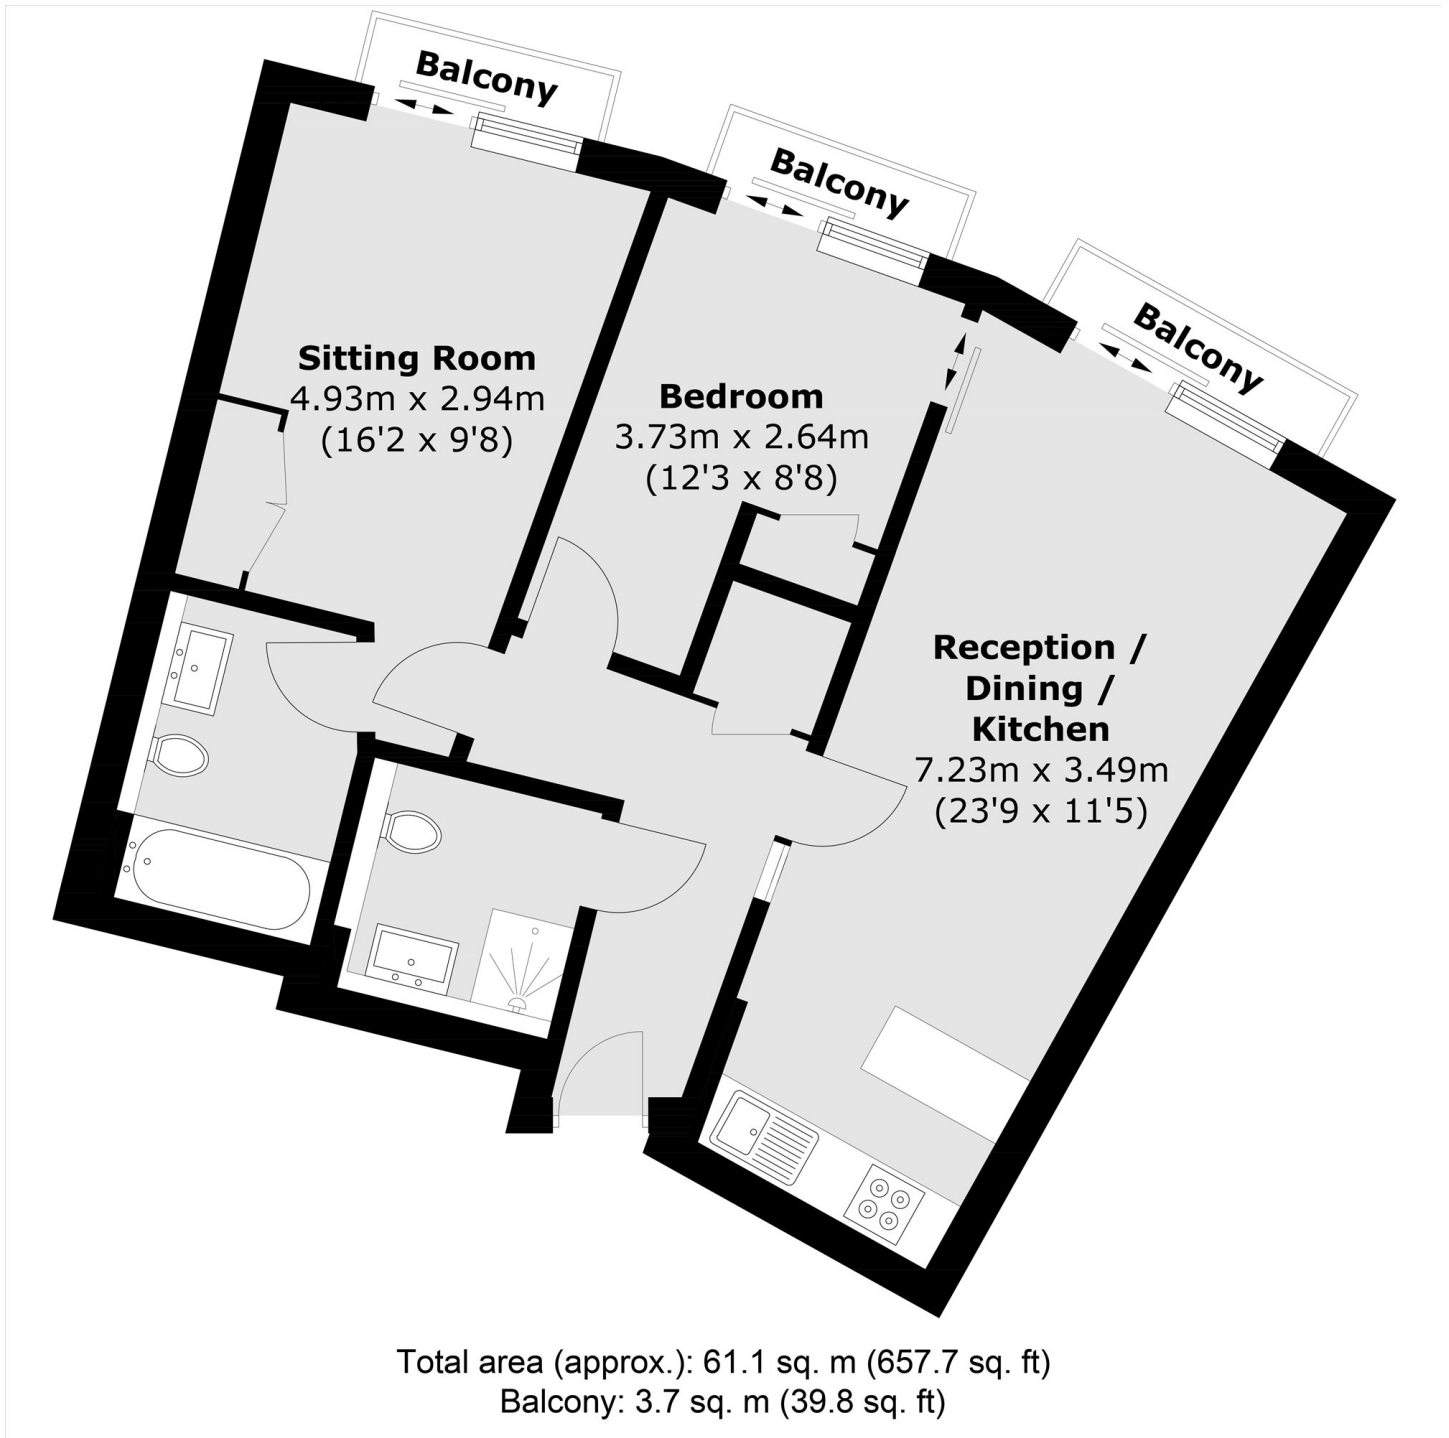 Balcony
Balcony
Balcony
Sitting Room
4.93m x 2.94m
(16'2 x 9'8)
Bedroom
3.73m x 2.64m
(12'3 x 8'8)
Reception /
Dining /
Kitchen
7.23m x 3.49m
(23'9 x 11'5)
Total area (approx.): 61.1 sq. m (657.7 sq. ft)
Balcony: 3.7 sq. m (39.8 sq. ft)